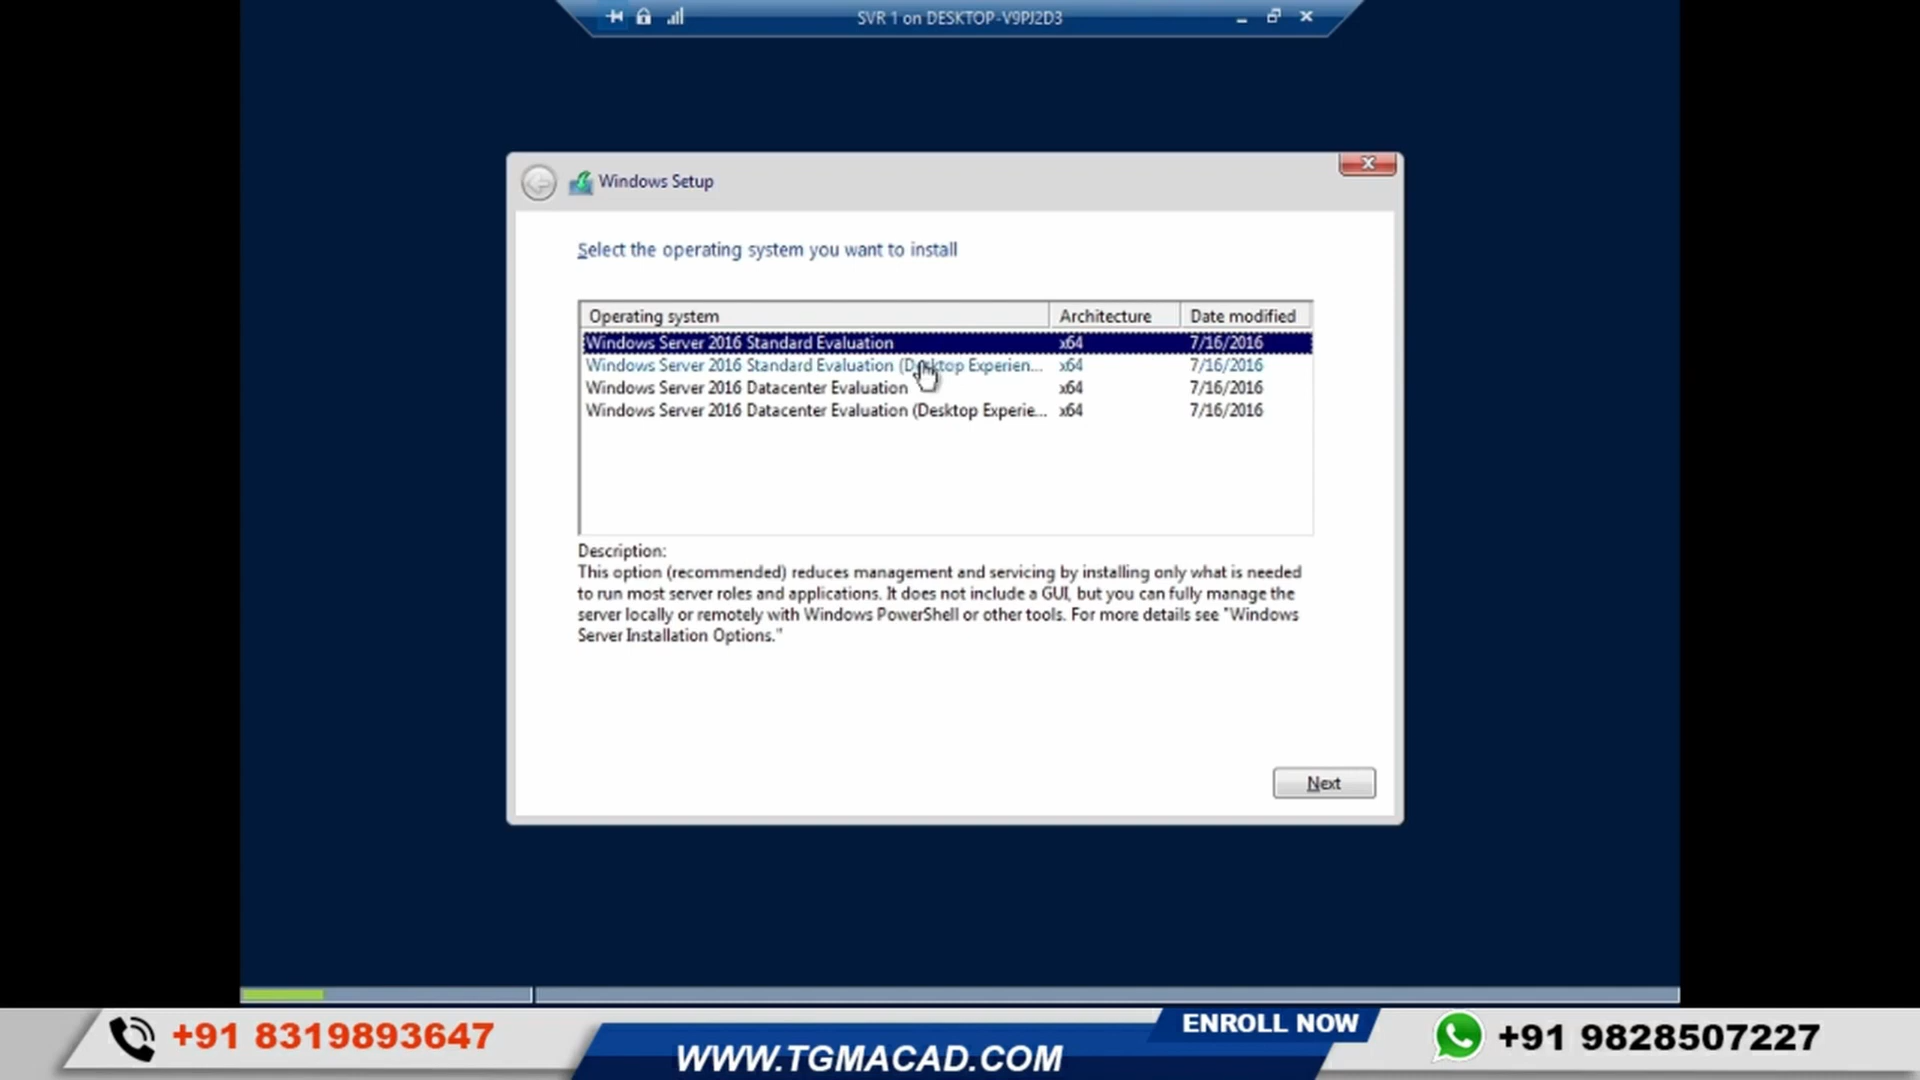 SVR 1 on DESKTOP-V9PJ2D3
Windows Setup
Select the operating system you want to install
Operating system Architecture Date modified
Windows Server 2016 Standard Evaluation x64 7/16/2016
Windows Server 2016 Standard Evaluation (Desktop Experien... x64 7/16/2016
Windows Server 2016 Datacenter Evaluation x64 7/16/2016
Windows Server 2016 Datacenter Evaluation (Desktop Experie... x64 7/16/2016
Description:
This option (recommended) reduces management and servicing by installing only what is needed
to run most server roles and applications. It does not include a GUI, but you can fully manage the
server locally or remotely with Windows PowerShell or other tools. For more details see "Windows
Server Installation Options."
Next
+91 8319893647
WWW.TGMACAD.COM
ENROLL NOW
+91 9828507227